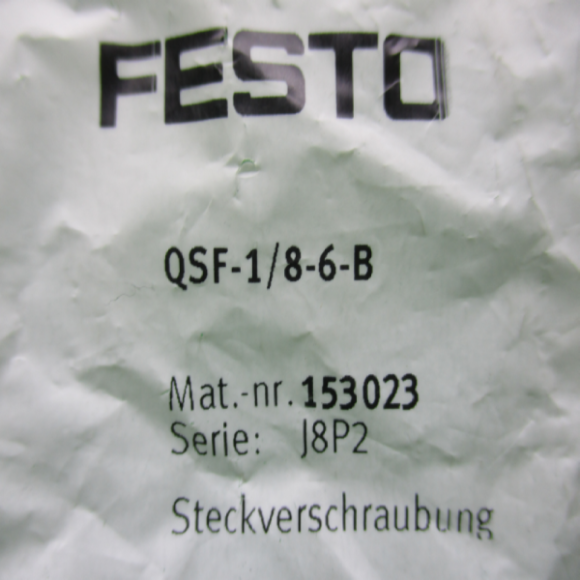 FESTO
QSF-1/8-6-B
Mat.-nr. 153023
Serie: J8P2
Steckverschraubung